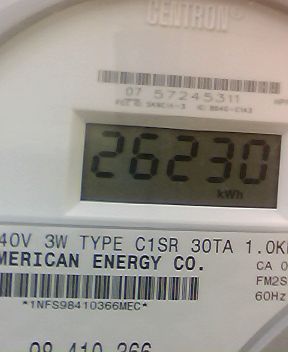 CENTRON®
07 57245311
26230
kWh
40V 3W TYPE C1SR 30TA 1.0K
MERICAN ENERGY CO.
CA 0
FM2S
*1NFS98410366MEC*
60Hz
98 410 366